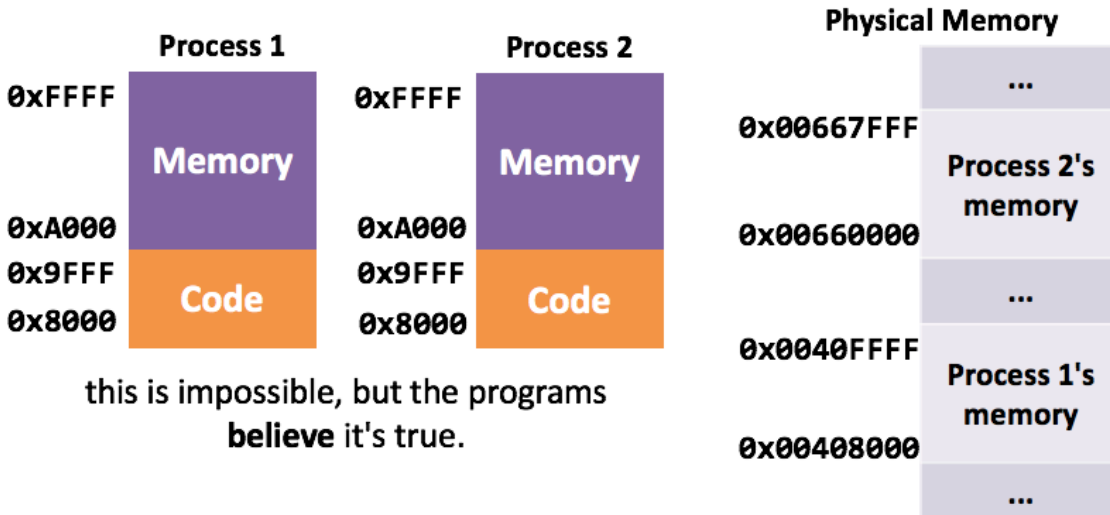 Process 1
0xFFFF
Memory
0xA000
0x9FFF
Code
0x8000
Process 2
0xFFFF
Memory
0xA000
0x9FFF
Code
0x8000
this is impossible, but the programs
believe it's true.
Physical Memory
...
0x00667FFF
Process 2's
memory
0x00660000
...
0x0040FFFF
Process 1's
memory
0x00408000
...